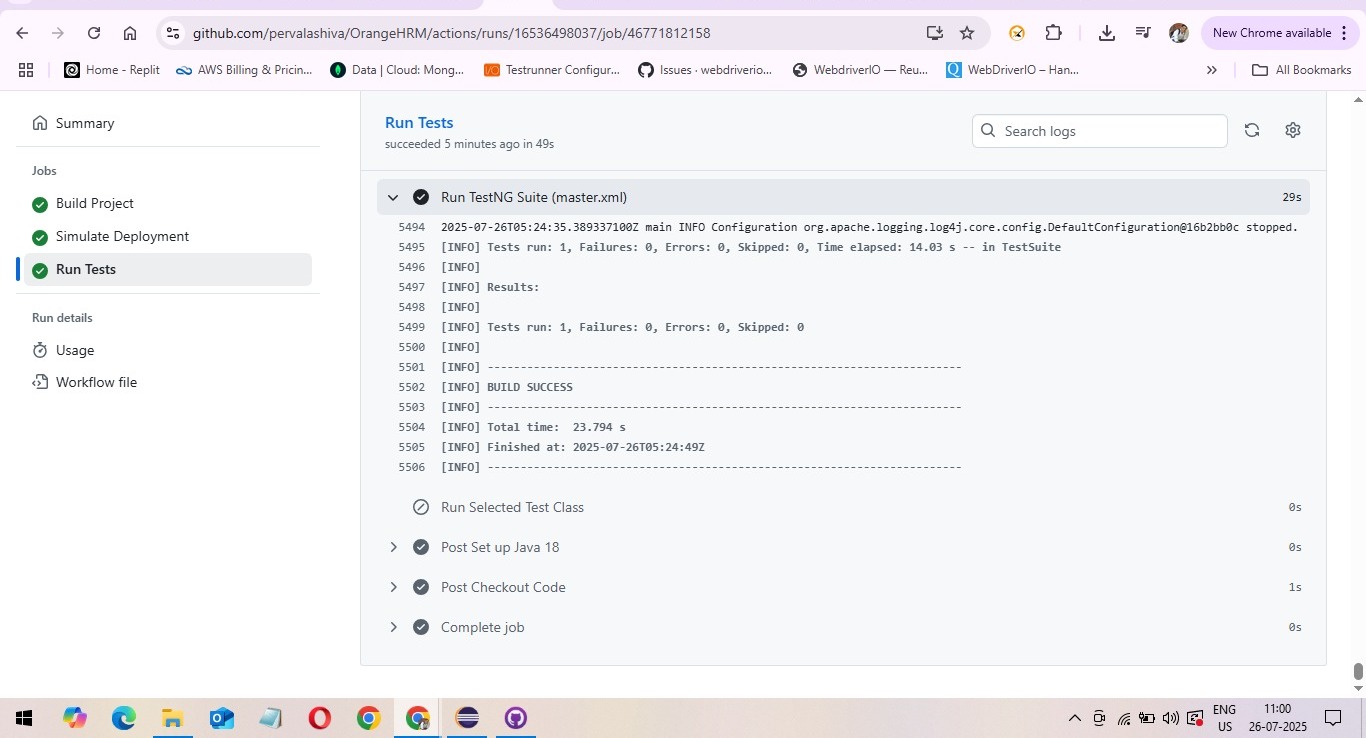 github.com/pervalashiva/OrangeHRM/actions/runs/16536498037/job/46771812158
New Chrome available
Home - Replit
AWS Billing & Pricin...
Data | Cloud: Mong...
Testrunner Configur...
Issues · webdriverio...
WebdriverIO — Reu...
WebDriverIO – Han...
All Bookmarks
Summary
Jobs
Build Project
Simulate Deployment
Run Tests
Run details
Usage
Workflow file
Run Tests
succeeded 5 minutes ago in 49s
Search logs
Run TestNG Suite (master.xml) 29s
5494 2025-07-26T05:24:35.389337100Z main INFO Configuration org.apache.logging.log4j.core.config.DefaultConfiguration@16b2bb0c stopped.
5495 [INFO] Tests run: 1, Failures: 0, Errors: 0, Skipped: 0, Time elapsed: 14.03 s -- in TestSuite
5496 [INFO]
5497 [INFO] Results:
5498 [INFO]
5499 [INFO] Tests run: 1, Failures: 0, Errors: 0, Skipped: 0
5500 [INFO]
5501 [INFO] ------------------------------------------------------------------------
5502 [INFO] BUILD SUCCESS
5503 [INFO] ------------------------------------------------------------------------
5504 [INFO] Total time:  23.794 s
5505 [INFO] Finished at: 2025-07-26T05:24:49Z
5506 [INFO] ------------------------------------------------------------------------
Run Selected Test Class 0s
Post Set up Java 18 0s
Post Checkout Code 1s
Complete job 0s
ENG
US
11:00
26-07-2025